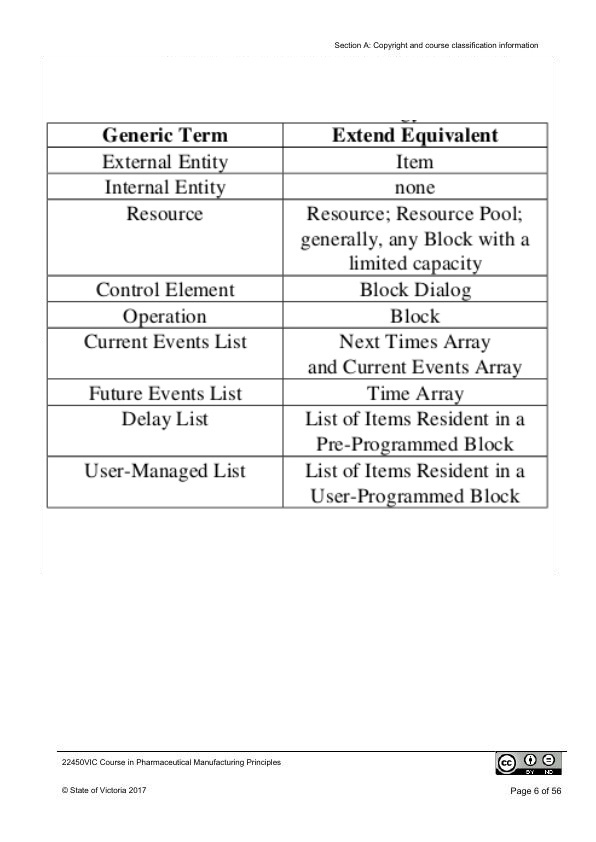 Section A: Copyright and course classification information
Generic Term Extend Equivalent
External Entity Item
Internal Entity none
Resource Resource; Resource Pool;
generally, any Block with a
limited capacity
Control Element Block Dialog
Operation Block
Current Events List Next Times Array
and Current Events Array
Future Events List Time Array
Delay List List of Items Resident in a
Pre-Programmed Block
User-Managed List List of Items Resident in a
User-Programmed Block
22450VIC Course in Pharmaceutical Manufacturing Principles
cc BY ND
© State of Victoria 2017
Page 6 of 56